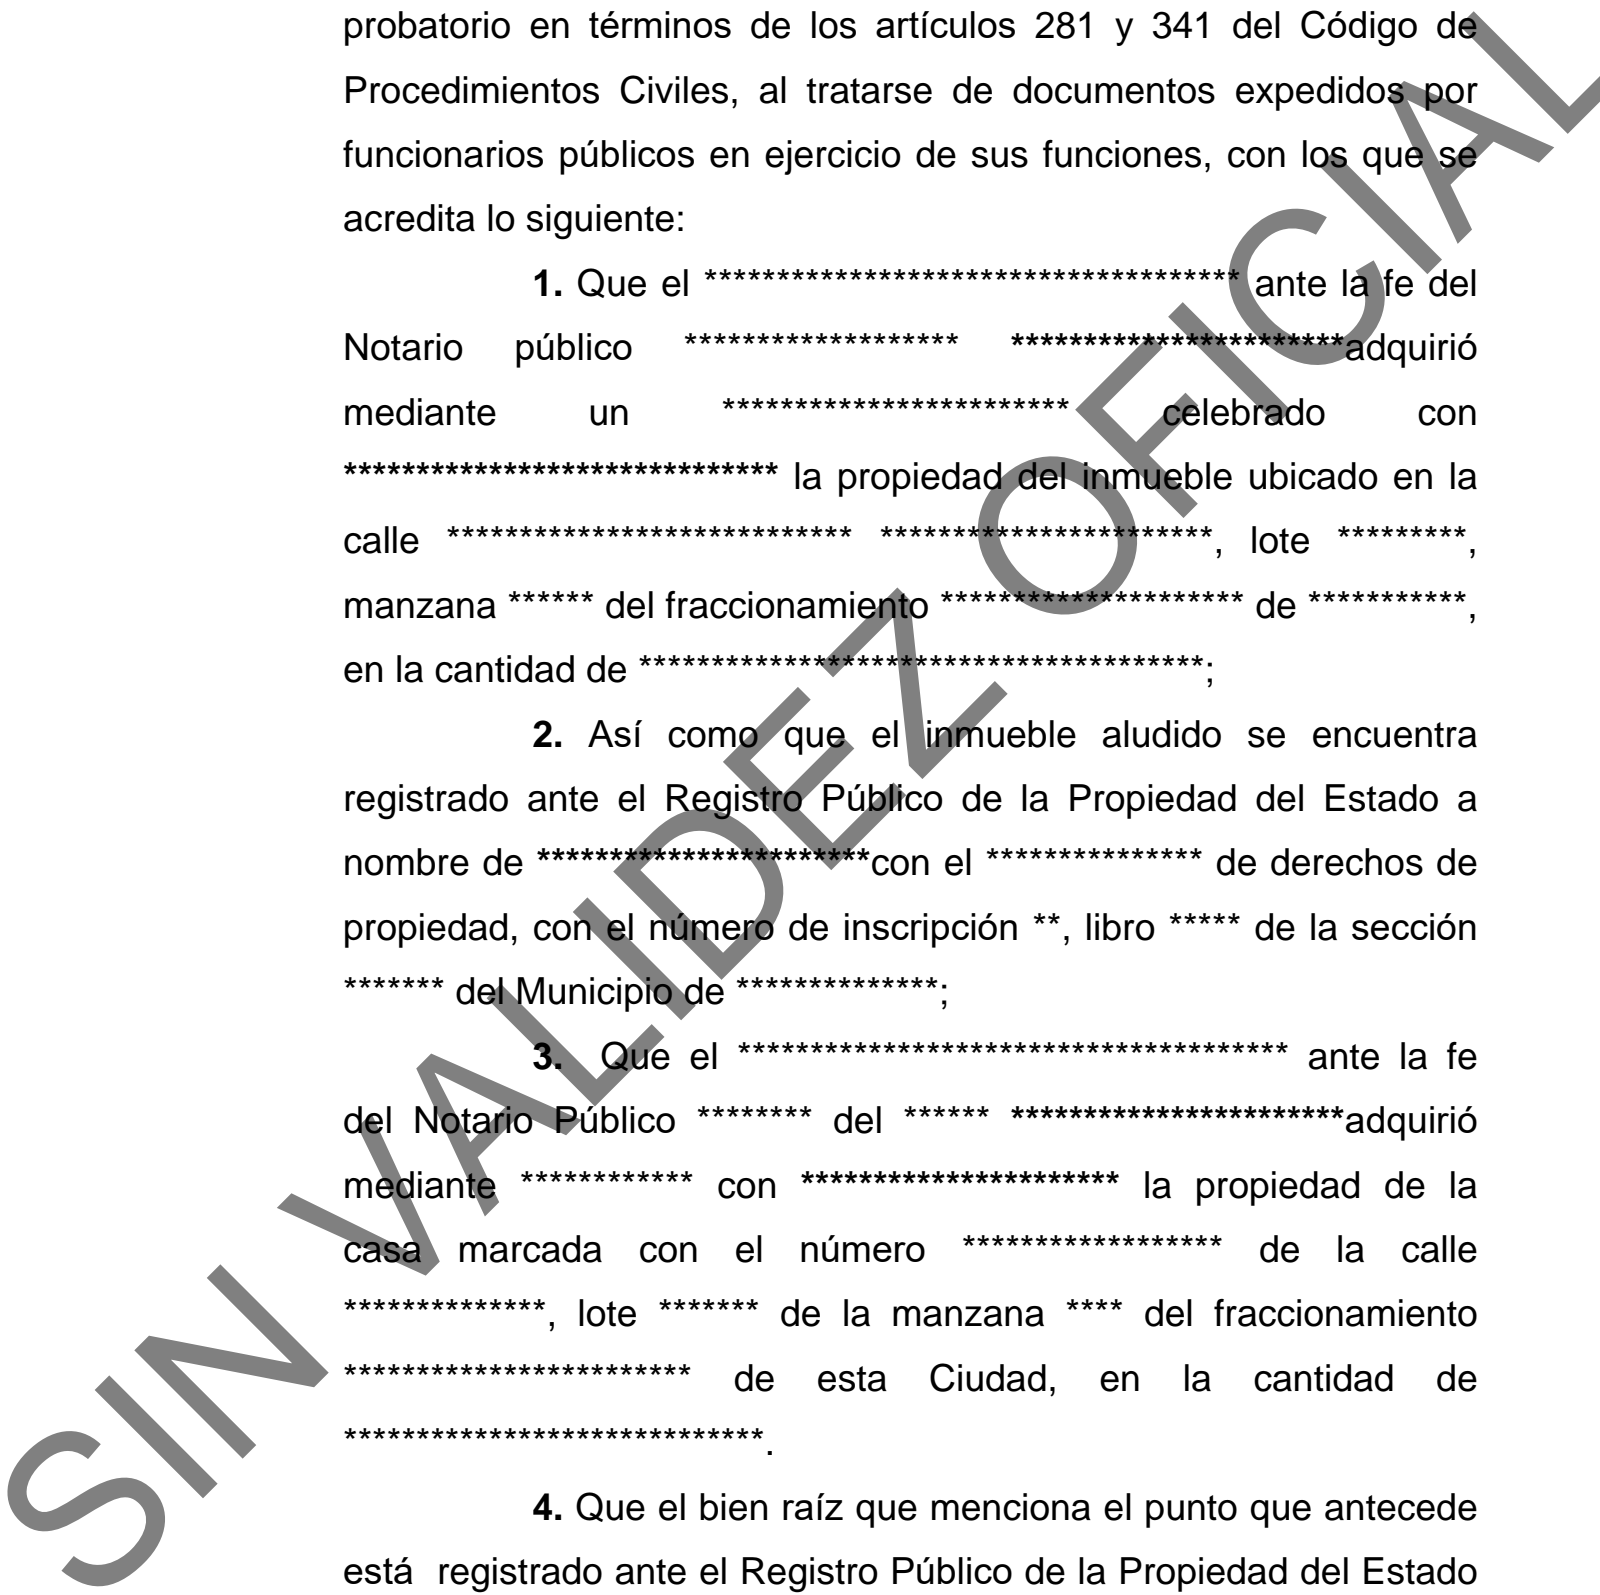 probatorio en términos de los artículos 281 y 341 del Código de
Procedimientos Civiles, al tratarse de documentos expedidos por
funcionarios públicos en ejercicio de sus funciones, con los que se
acredita lo siguiente:
1. Que el ************************************* ante la fe del
Notario público ******************* ***********************adquirió
mediante un ************************ celebrado con
****************************** la propiedad del inmueble ubicado en la
calle **************************** ***********************, lote *********,
manzana ****** del fraccionamiento ********************* de ***********,
en la cantidad de ***************************************;
2. Así como que el inmueble aludido se encuentra
registrado ante el Registro Público de la Propiedad del Estado a
nombre de ***********************con el *************** de derechos de
propiedad, con el número de inscripción **, libro ***** de la sección
******* del Municipio de **************;
3. Que el ************************************** ante la fe
del Notario Público ******** del ****** ***********************adquirió
mediante ************ con ********************** la propiedad de la
casa marcada con el número ****************** de la calle
**************, lote ******* de la manzana **** del fraccionamiento
************************ de esta Ciudad, en la cantidad de
*****************************.
4. Que el bien raíz que menciona el punto que antecede
está registrado ante el Registro Público de la Propiedad del Estado
SIN VALIDEZ OFICIAL